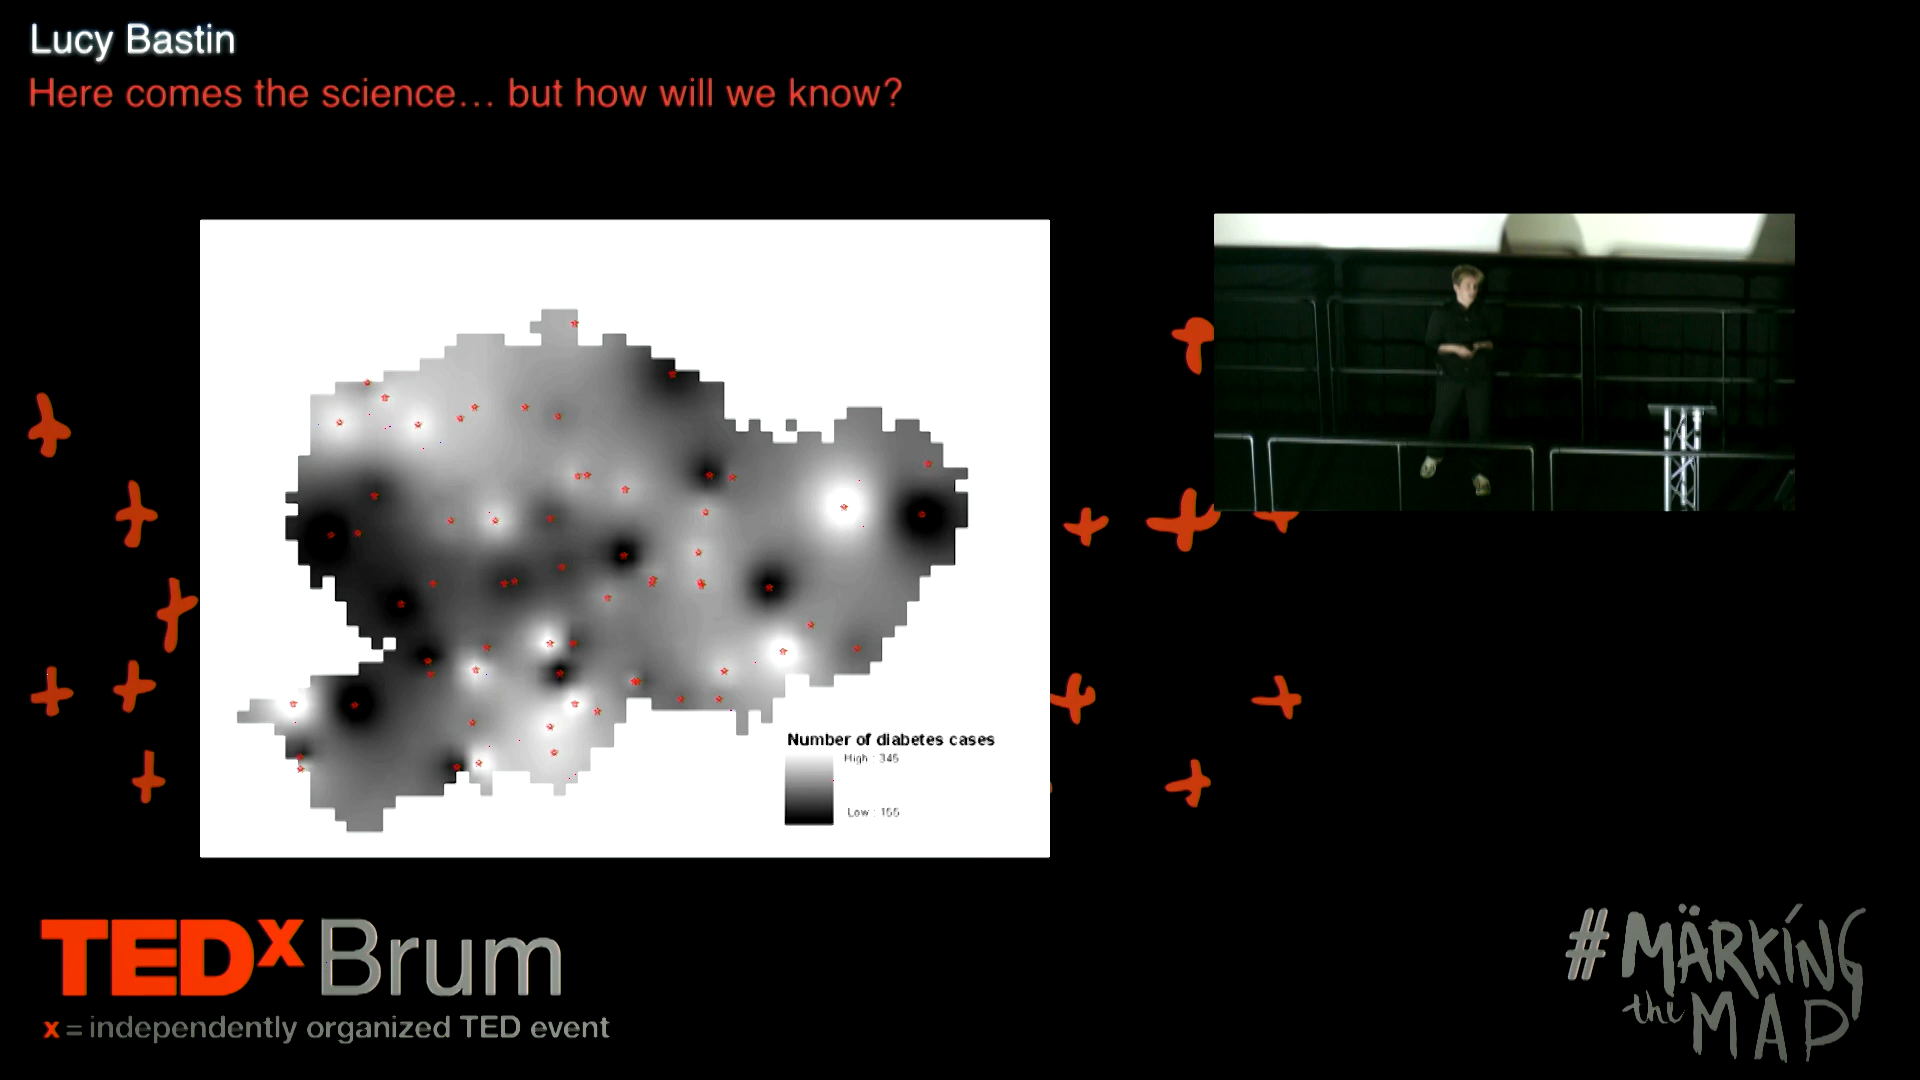 Lucy Bastin
Here comes the science… but how will we know?
Number of diabetes cases
High : 345
Low : 155
TEDxBrum
x = independently organized TED event
#MÄRKÍNG
the MAP